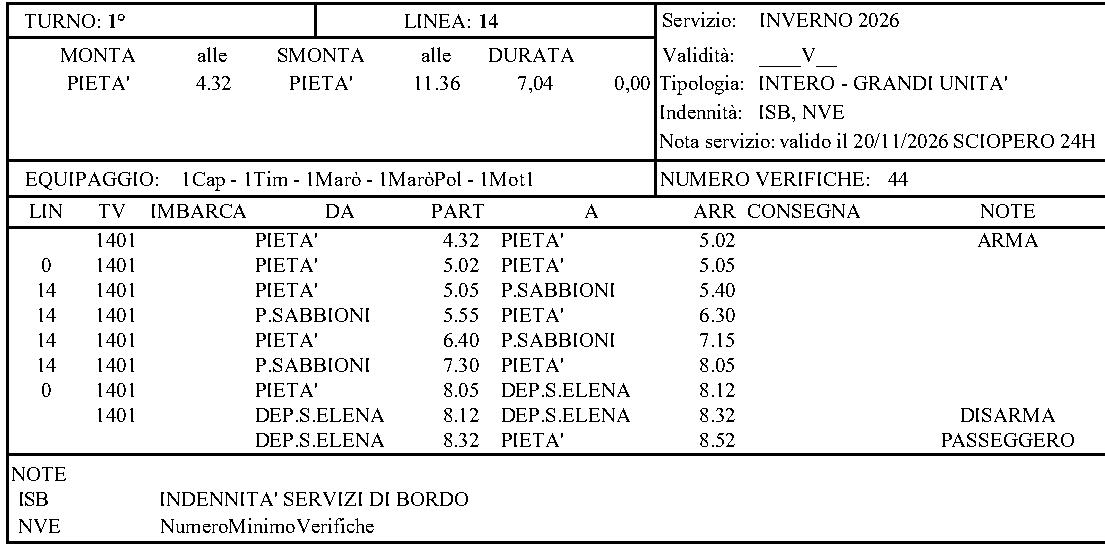 TURNO: 1° LINEA: 14 Servizio: INVERNO 2026
MONTA alle SMONTA alle DURATA Validità: ____V__
PIETA' 4.32 PIETA' 11.36 7,04 0,00 Tipologia: INTERO - GRANDI UNITA'
Indennità: ISB, NVE
Nota servizio: valido il 20/11/2026 SCIOPERO 24H
EQUIPAGGIO: 1Cap - 1Tim - 1Marò - 1MaròPol - 1Mot1 NUMERO VERIFICHE: 44
LIN TV IMBARCA DA PART A ARR CONSEGNA NOTE
1401 PIETA' 4.32 PIETA' 5.02 ARMA
0 1401 PIETA' 5.02 PIETA' 5.05
14 1401 PIETA' 5.05 P.SABBIONI 5.40
14 1401 P.SABBIONI 5.55 PIETA' 6.30
14 1401 PIETA' 6.40 P.SABBIONI 7.15
14 1401 P.SABBIONI 7.30 PIETA' 8.05
0 1401 PIETA' 8.05 DEP.S.ELENA 8.12
1401 DEP.S.ELENA 8.12 DEP.S.ELENA 8.32 DISARMA
DEP.S.ELENA 8.32 PIETA' 8.52 PASSEGGERO
NOTE
ISB INDENNITA' SERVIZI DI BORDO
NVE NumeroMinimoVerifiche